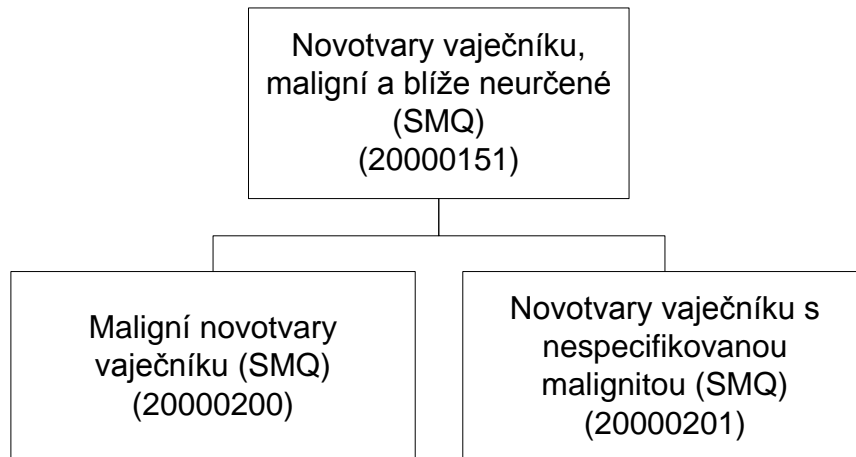 Novotvary vaječníku,
maligní a blíže neurčené
(SMQ)
(20000151)
Maligní novotvary
vaječníku (SMQ)
(20000200)
Novotvary vaječníku s
nespecifikovanou
malignitou (SMQ)
(20000201)